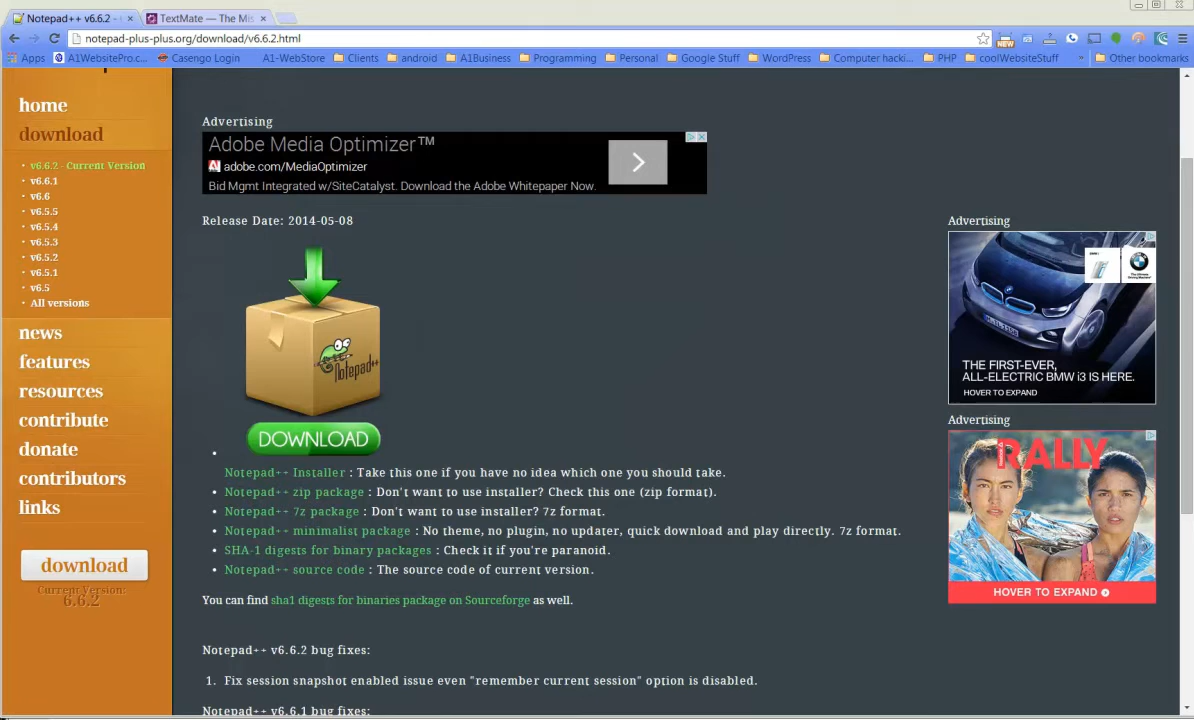 Notepad++ v6.6.2 -
TextMate — The Mis
notepad-plus-plus.org/download/v6.6.2.html
NEW
Apps A1WebsitePro.c... Casengo Login A1-WebStore Clients android A1Business Programming Personal Google Stuff WordPress Computer hacki... PHP coolWebsiteStuff » Other bookmarks
home
download
v6.6.2 - Current Version
v6.6.1
v6.6
v6.5.5
v6.5.4
v6.5.3
v6.5.2
v6.5.1
v6.5
All versions
news
features
resources
contribute
donate
contributors
links
download
Current Version:
6.6.2
Advertising
Adobe Media Optimizer™
adobe.com/MediaOptimizer
Bid Mgmt Integrated w/SiteCatalyst. Download the Adobe Whitepaper Now.
Release Date: 2014-05-08
Notepad++
DOWNLOAD
• Notepad++ Installer : Take this one if you have no idea which one you should take.
• Notepad++ zip package : Don't want to use installer? Check this one (zip format).
• Notepad++ 7z package : Don't want to use installer? 7z format.
• Notepad++ minimalist package : No theme, no plugin, no updater, quick download and play directly. 7z format.
• SHA-1 digests for binary packages : Check it if you're paranoid.
• Notepad++ source code : The source code of current version.
You can find sha1 digests for binaries package on Sourceforge as well.
Notepad++ v6.6.2 bug fixes:
1. Fix session snapshot enabled issue even "remember current session" option is disabled.
Notepad++ v6.6.1 bug fixes:
Advertising
THE FIRST-EVER,
ALL-ELECTRIC BMW i3 IS HERE.
HOVER TO EXPAND
Advertising
RALLY
HOVER TO EXPAND